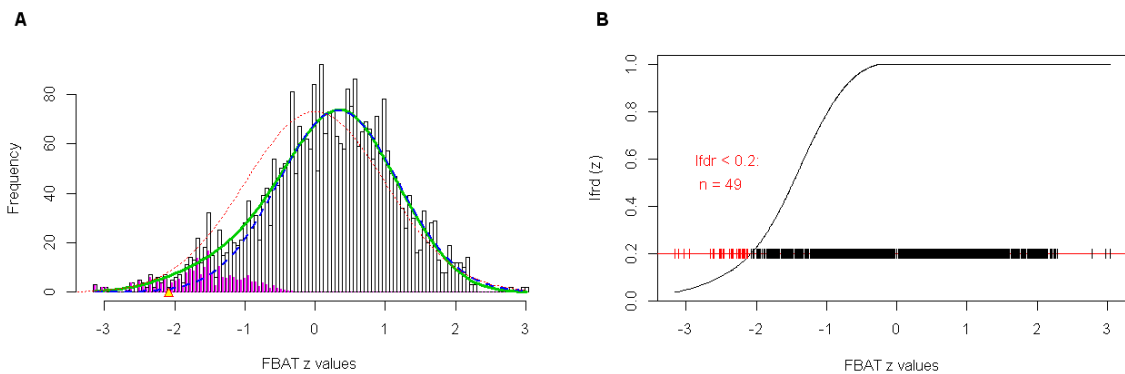 A
Frequency
0
20
40
60
80
-3 -2 -1 0 1 2 3
FBAT z values
B
lfrd (z)
0.0
0.2
0.4
0.6
0.8
1.0
lfdr < 0.2:
n = 49
-3 -2 -1 0 1 2 3
FBAT z values